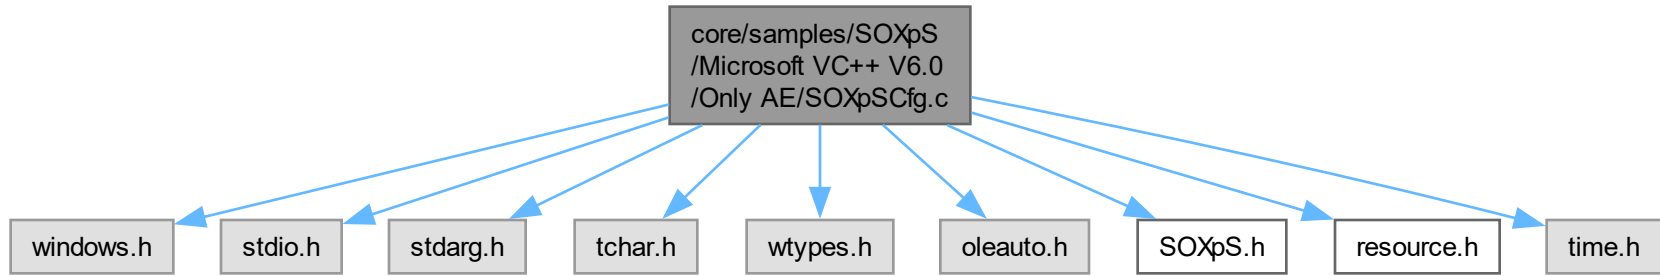 core/samples/SOXpS
/Microsoft VC++ V6.0
/Only AE/SOXpSCfg.c
windows.h
stdio.h
stdarg.h
tchar.h
wtypes.h
oleauto.h
SOXpS.h
resource.h
time.h